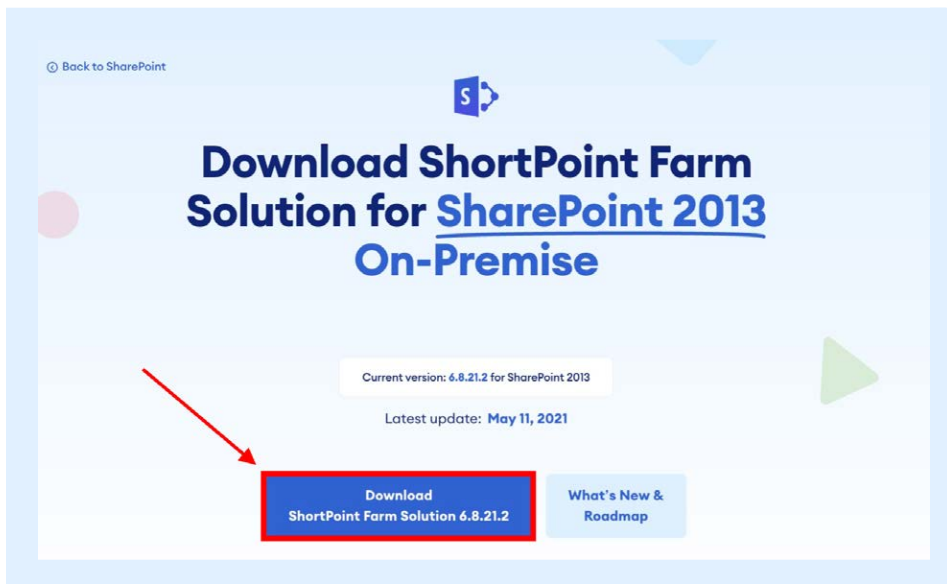 Back to SharePoint
S
Download ShortPoint Farm
Solution for SharePoint 2013
On-Premise
Current version: 6.8.21.2 for SharePoint 2013
Latest update: May 11, 2021
Download
ShortPoint Farm Solution 6.8.21.2
What's New &
Roadmap